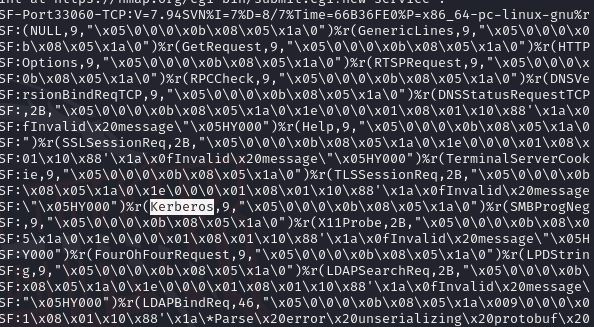 SF-Port33060-TCP:V=7.94SVN%I=7%D=8/7%Time=66B36FE0%P=x86_64-pc-linux-gnu%r
SF:(NULL,9,"\x05\0\0\0\x0b\x08\x05\x1a\0")%r(GenericLines,9,"\x05\0\0\0\x0
SF:b\x08\x05\x1a\0")%r(GetRequest,9,"\x05\0\0\0\x0b\x08\x05\x1a\0")%r(HTTP
SF:Options,9,"\x05\0\0\0\x0b\x08\x05\x1a\0")%r(RTSPRequest,9,"\x05\0\0\0\x
SF:0b\x08\x05\x1a\0")%r(RPCCheck,9,"\x05\0\0\0\x0b\x08\x05\x1a\0")%r(DNSVe
SF:rsionBindReqTCP,9,"\x05\0\0\0\x0b\x08\x05\x1a\0")%r(DNSStatusRequestTCP
SF:,2B,"\x05\0\0\0\x0b\x08\x05\x1a\0\x1e\0\0\0\x01\x08\x01\x10\x88'\x1a\x0
SF:fInvalid\x20message\"\x05HY000")%r(Help,9,"\x05\0\0\0\x0b\x08\x05\x1a\0
SF:")%r(SSLSessionReq,2B,"\x05\0\0\0\x0b\x08\x05\x1a\0\x1e\0\0\0\x01\x08\x
SF:01\x10\x88'\x1a\x0fInvalid\x20message\"\x05HY000")%r(TerminalServerCook
SF:ie,9,"\x05\0\0\0\x0b\x08\x05\x1a\0")%r(TLSSessionReq,2B,"\x05\0\0\0\x0b
SF:\x08\x05\x1a\0\x1e\0\0\0\x01\x08\x01\x10\x88'\x1a\x0fInvalid\x20message
SF:\"\x05HY000")%r(Kerberos,9,"\x05\0\0\0\x0b\x08\x05\x1a\0")%r(SMBProgNeg
SF:,9,"\x05\0\0\0\x0b\x08\x05\x1a\0")%r(X11Probe,2B,"\x05\0\0\0\x0b\x08\x0
SF:5\x1a\0\x1e\0\0\0\x01\x08\x01\x10\x88'\x1a\x0fInvalid\x20message\"\x05H
SF:Y000")%r(FourOhFourRequest,9,"\x05\0\0\0\x0b\x08\x05\x1a\0")%r(LPDStrin
SF:g,9,"\x05\0\0\0\x0b\x08\x05\x1a\0")%r(LDAPSearchReq,2B,"\x05\0\0\0\x0b\
SF:x08\x05\x1a\0\x1e\0\0\0\x01\x08\x01\x10\x88'\x1a\x0fInvalid\x20message\
SF:"\x05HY000")%r(LDAPBindReq,46,"\x05\0\0\0\x0b\x08\x05\x1a\x009\0\0\0\x0
SF:1\x08\x01\x10\x88'\x1a\*Parse\x20error\x20unserializing\x20protobuf\x20